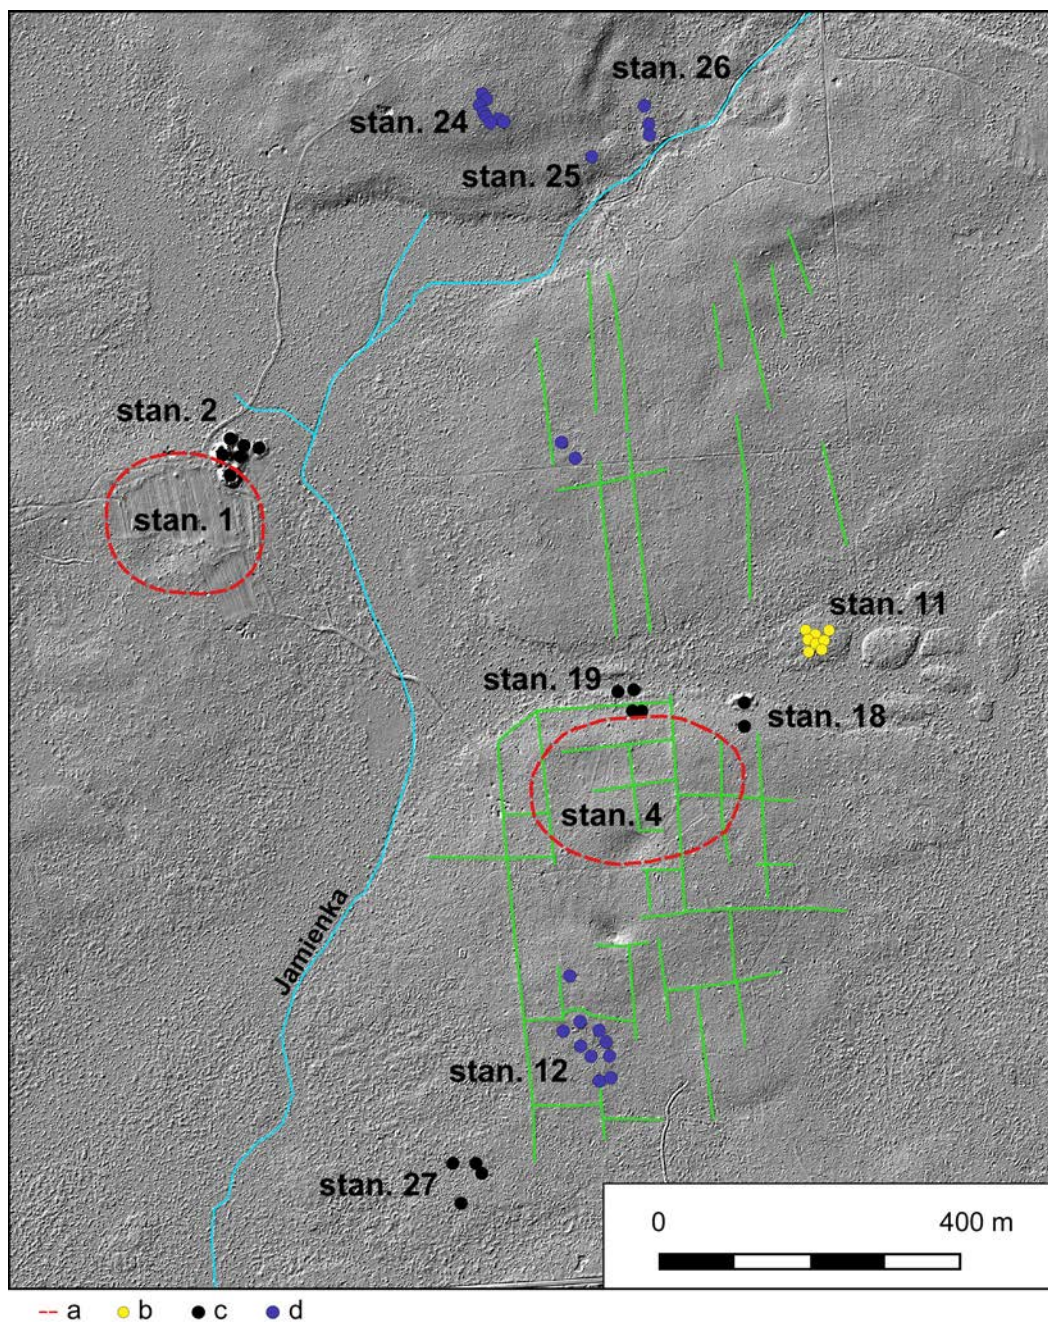 stan. 26
stan. 24
stan. 25
stan. 2
stan. 1
stan. 11
stan. 19
stan. 18
stan. 4
Jamienka
stan. 12
stan. 27
0 400 m
a b c d